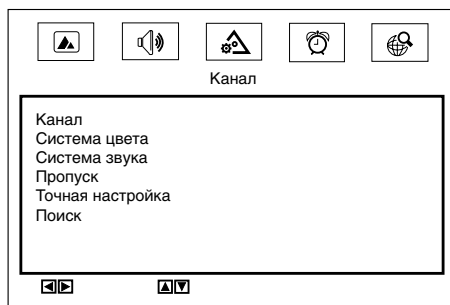 Канал
Канал
Система цвета
Система звука
Пропуск
Точная настройка
Поиск